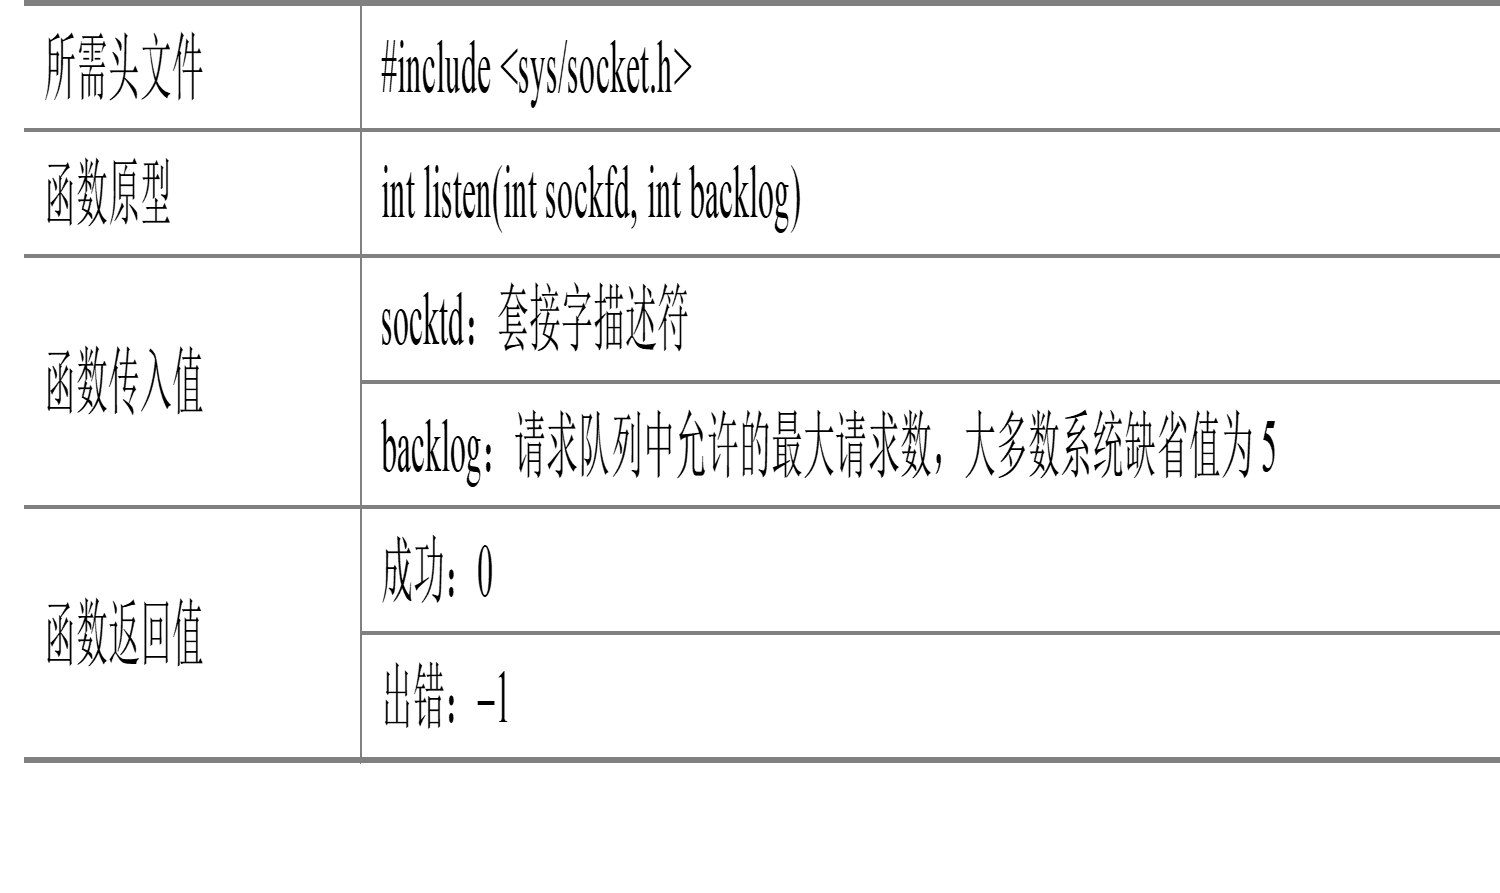 所需头文件
#include <sys/socket.h>
函数原型
int listen(int sockfd, int backlog)
函数传入值
socktd：套接字描述符
backlog：请求队列中允许的最大请求数，大多数系统缺省值为 5
函数返回值
成功：0
出错：–1